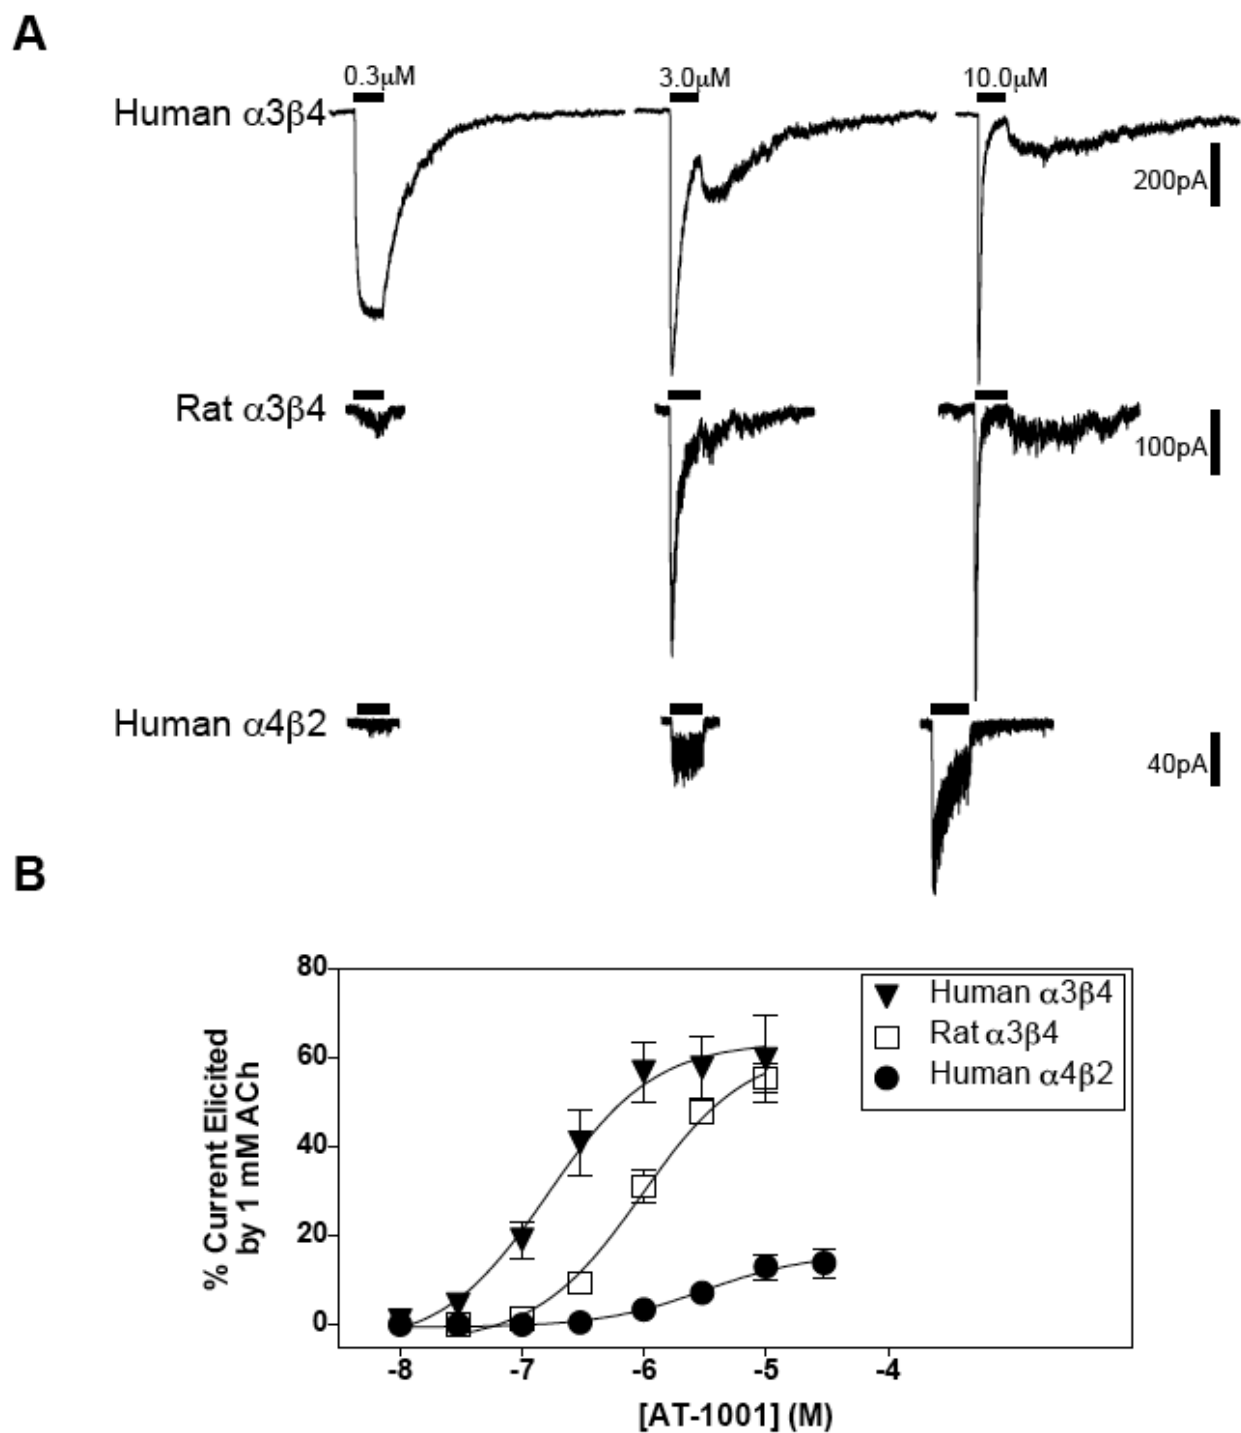 A
0.3μM 3.0μM 10.0μM
Human α3β4
200pA
Rat α3β4
100pA
Human α4β2
40pA
B
% Current Elicited
by 1 mM ACh
80
60
40
20
0
Human α3β4
Rat α3β4
Human α4β2
-8 -7 -6 -5 -4
[AT-1001] (M)